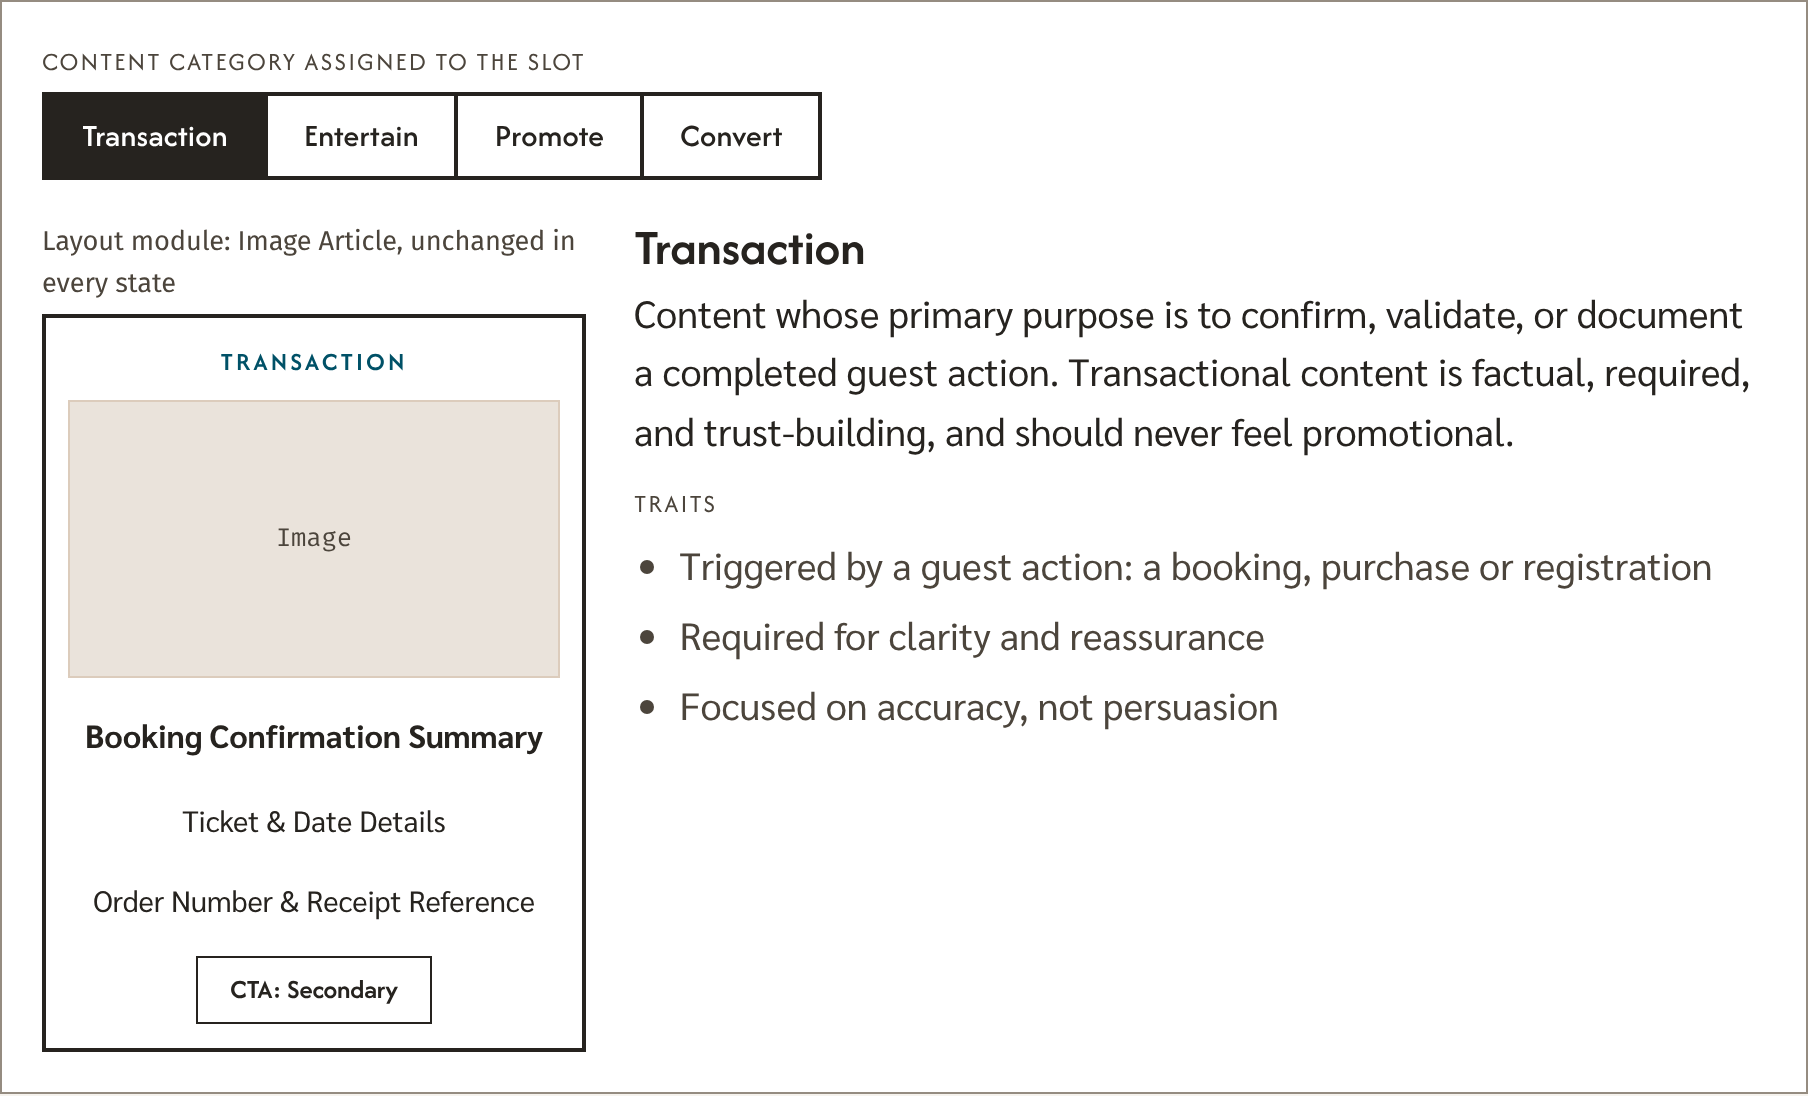 CONTENT CATEGORY ASSIGNED TO THE SLOT
Transaction
Entertain
Promote
Convert
Layout module: Image Article, unchanged in
every state
TRANSACTION
Image
Booking Confirmation Summary
Ticket & Date Details
Order Number & Receipt Reference
CTA: Secondary
Transaction
Content whose primary purpose is to confirm, validate, or document
a completed guest action. Transactional content is factual, required,
and trust-building, and should never feel promotional.
TRAITS
• Triggered by a guest action: a booking, purchase or registration
• Required for clarity and reassurance
• Focused on accuracy, not persuasion